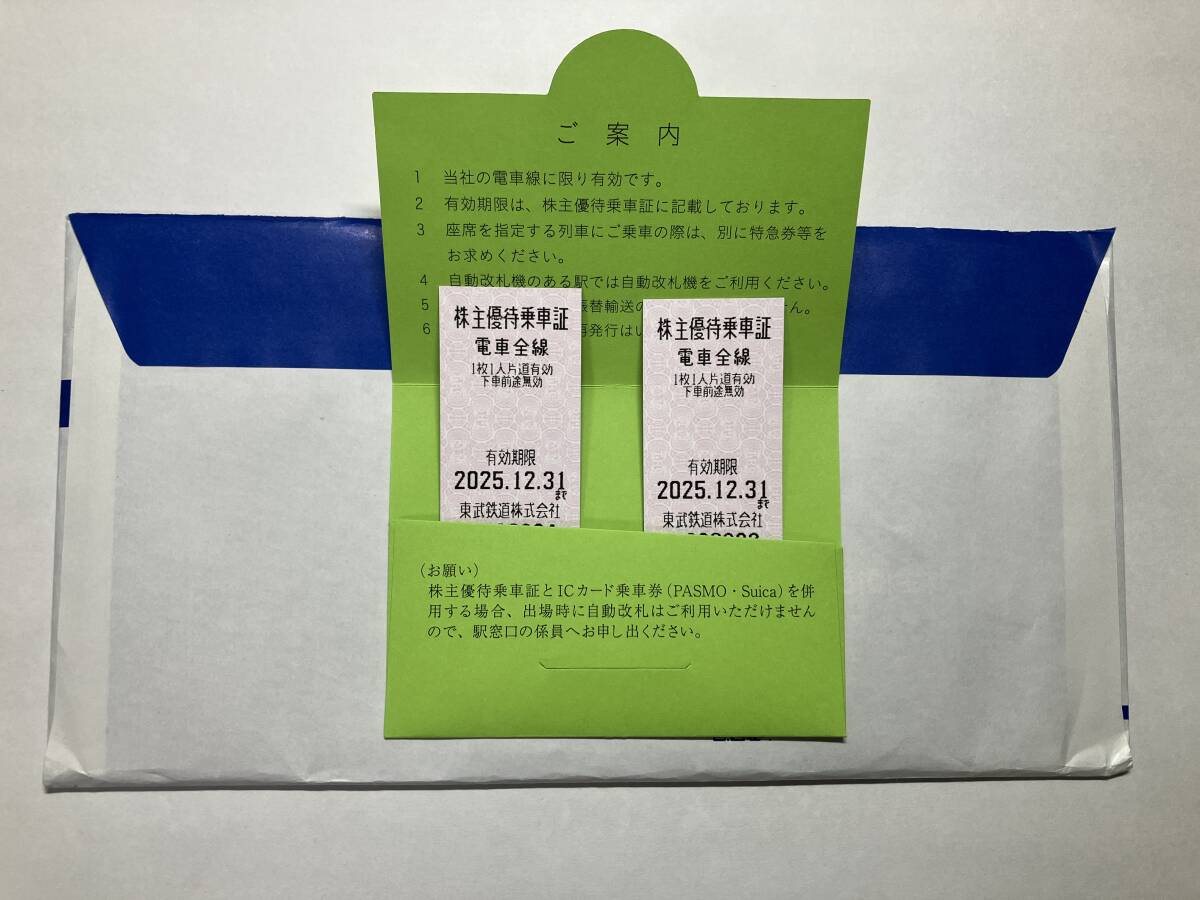 ご案内
1 当社の電車線に限り有効です。
2 有効期限は、株主優待乗車証に記載しております。
3 座席を指定する列車にご乗車の際は、別に特急券等を
お求めください。
4 自動改札機のある駅では自動改札機をご利用ください。
5 替輸送の せん。
6 再発行はい
株主優待乗車証
電車全線
1枚1人片道有効
下車前途無効
有効期限
2025.12.31
まで
東武鉄道株式会社
株主優待乗車証
電車全線
1枚1人片道有効
下車前途無効
有効期限
2025.12.31
まで
東武鉄道株式会社
(お願い)
株主優待乗車証とICカード乗車券(PASMO・Suica)を併
用する場合、出場時に自動改札はご利用いただけません
ので、駅窓口の係員へお申し出ください。